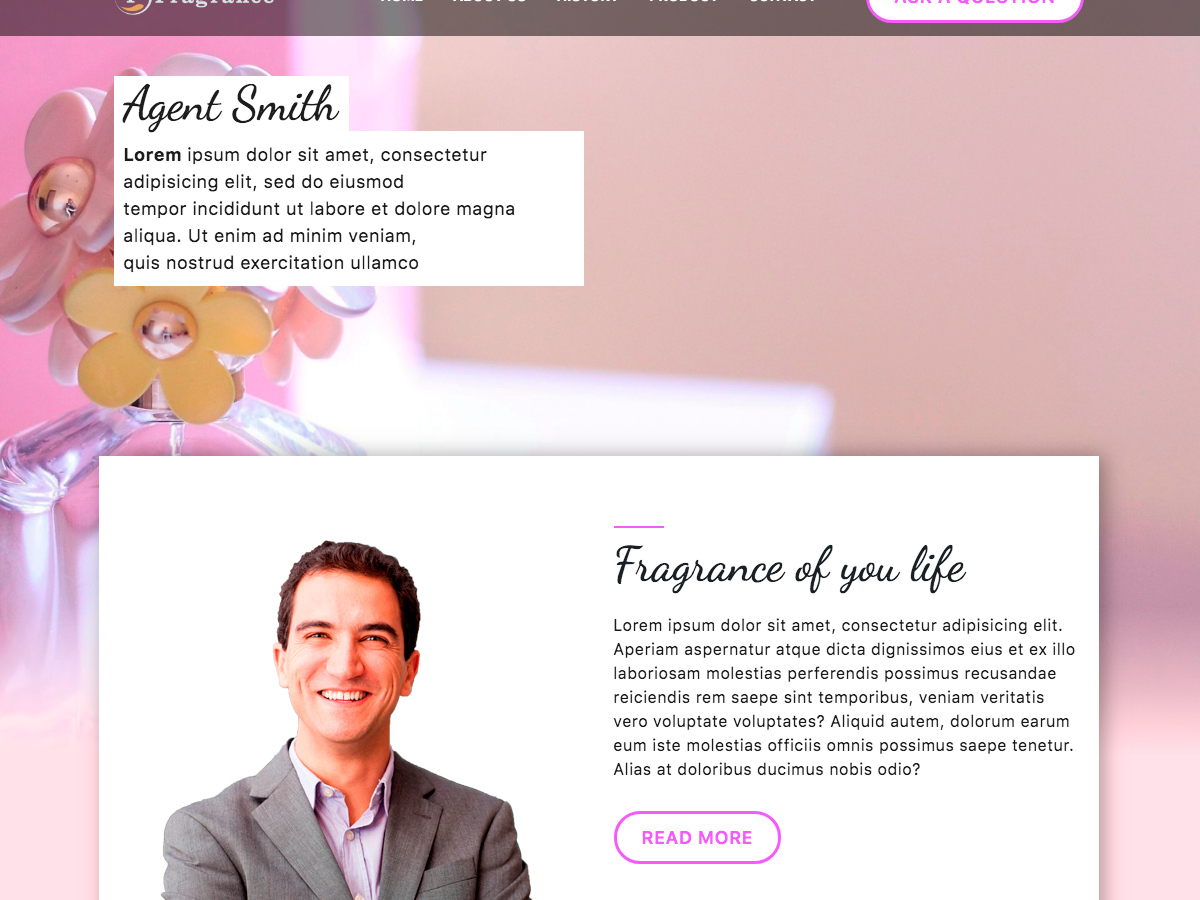 Fragrance
HOME ABOUT US HISTORY PRODUCT CONTACT
ASK A QUESTION
Agent Smith
Lorem ipsum dolor sit amet, consectetur
adipisicing elit, sed do eiusmod
tempor incididunt ut labore et dolore magna
aliqua. Ut enim ad minim veniam,
quis nostrud exercitation ullamco
Fragrance of you life
Lorem ipsum dolor sit amet, consectetur adipisicing elit.
Aperiam aspernatur atque dicta dignissimos eius et ex illo
laboriosam molestias perferendis possimus recusandae
reiciendis rem saepe sint temporibus, veniam veritatis
vero voluptate voluptates? Aliquid autem, dolorum earum
eum iste molestias officiis omnis possimus saepe tenetur.
Alias at doloribus ducimus nobis odio?
READ MORE